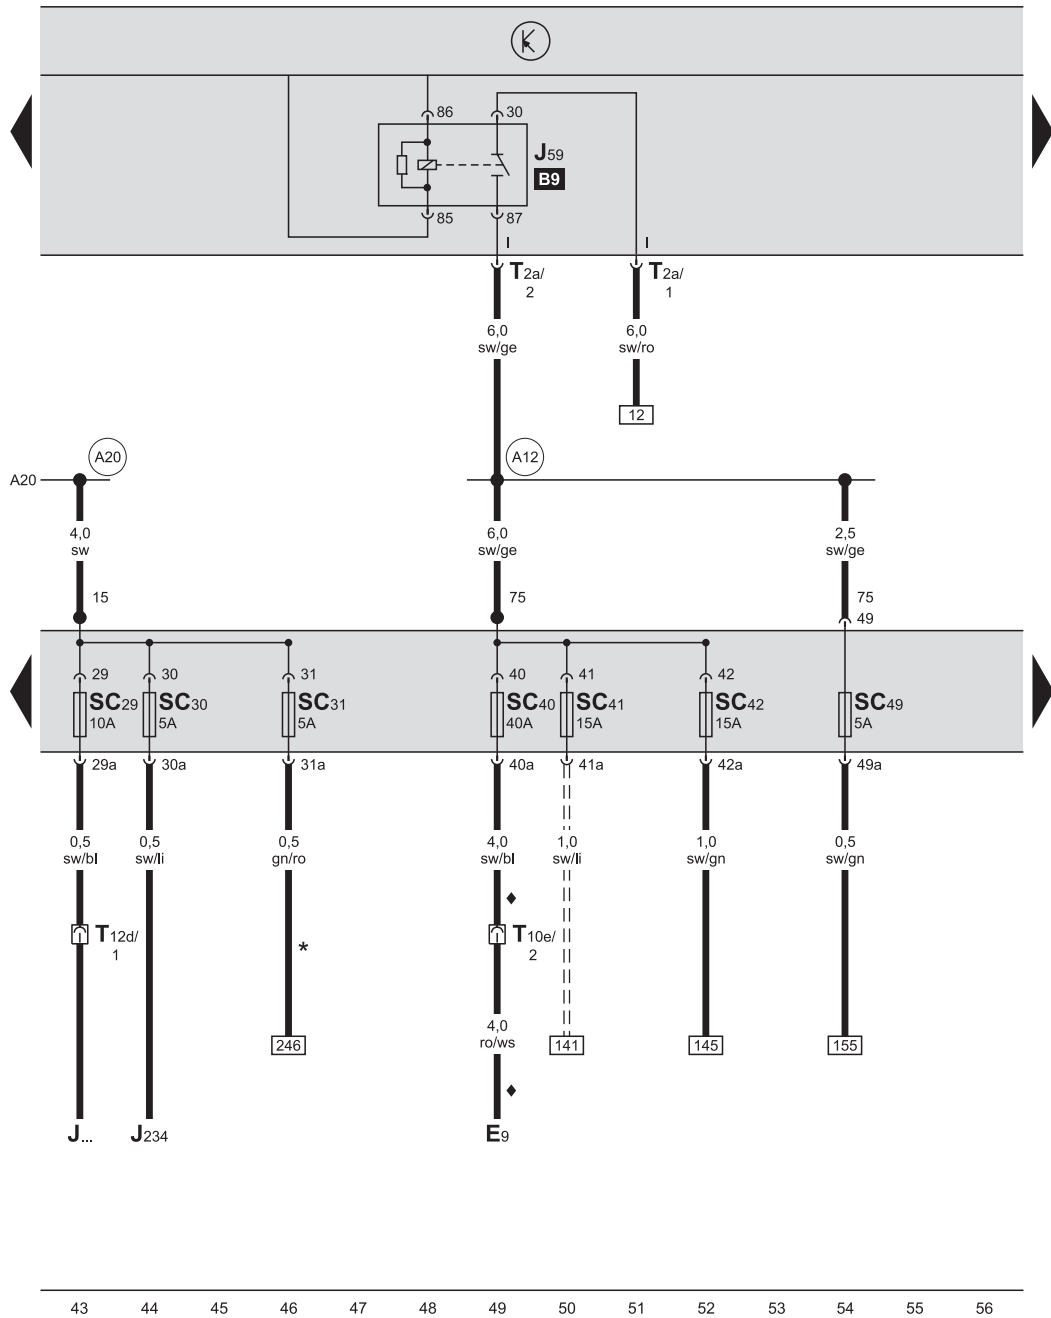 K
86
30
J59
B9
85
87
I
I
T2a/
2
T2a/
1
6,0
sw/ge
6,0
sw/ro
12
A20
A20
A12
4,0
sw
6,0
sw/ge
2,5
sw/ge
15
75
75
49
29
30
31
40
41
42
SC29
10A
SC30
5A
SC31
5A
SC40
40A
SC41
15A
SC42
15A
SC49
5A
29a
30a
31a
40a
41a
42a
49a
0,5
sw/bl
0,5
sw/li
0,5
gn/ro
4,0
sw/bl
1,0
sw/li
1,0
sw/gn
0,5
sw/gn
T12d/
1
*
T10e/
2
4,0
ro/ws
246
141
145
155
J...
J234
E9
43 44 45 46 47 48 49 50 51 52 53 54 55 56